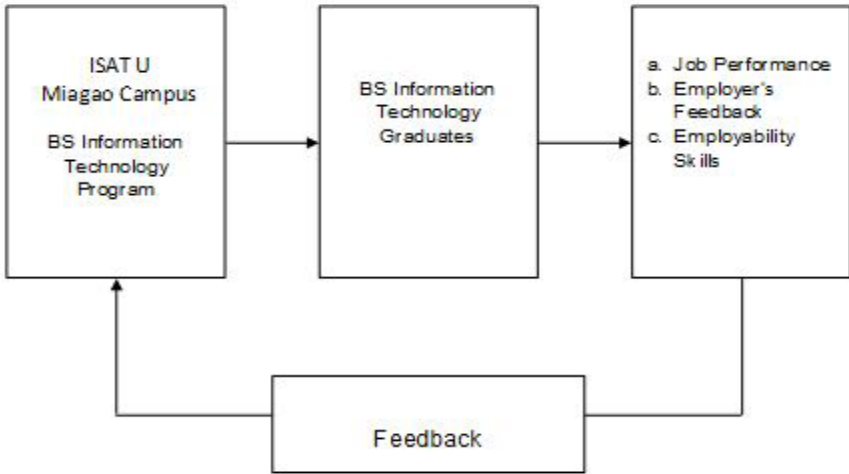 ISAT U
Miagao Campus
BS Information
Technology
Program
BS Information
Technology
Graduates
a. Job Performance
b. Employer's
Feedback
c. Employability
Skills
Feedback